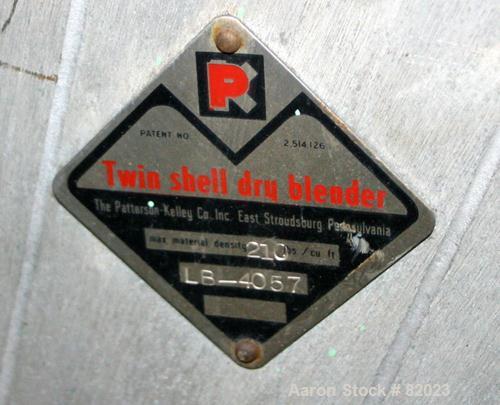 PK
PATENT NO. 2,514,126
Twin shell dry blender
The Patterson-Kelley Co. Inc. East Stroudsburg Pennsylvania
max material density 210 lbs/cu ft
LB-4057
Aaron Stock # 82023